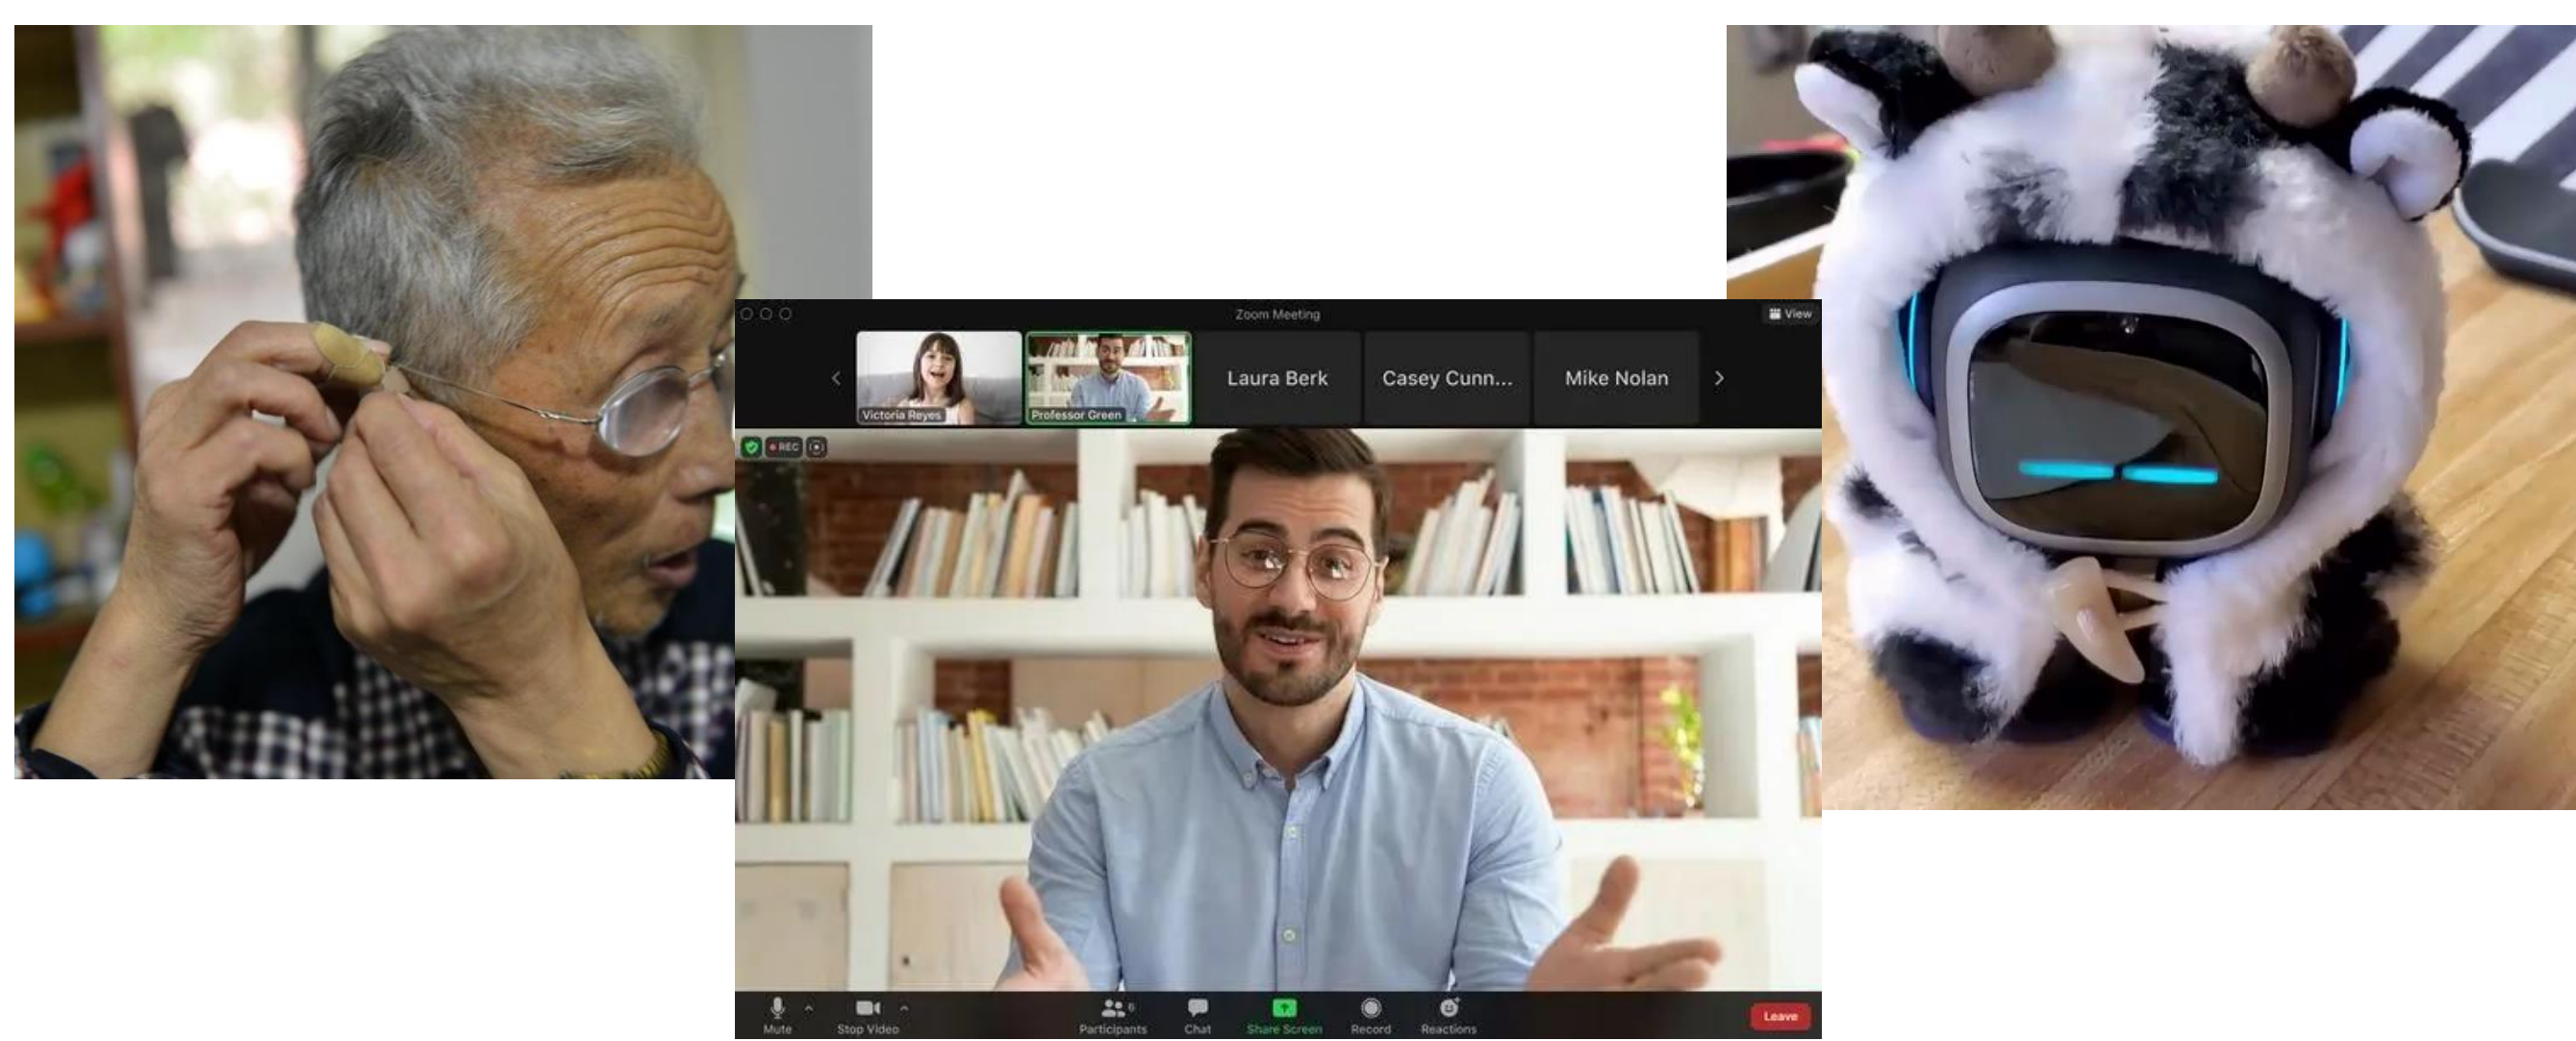 Zoom Meeting
View
Victoria Reyes
Professor Green
Laura Berk
Casey Cunn...
Mike Nolan
REC
Mute
Stop Video
Participants
6
Chat
Share Screen
Record
Reactions
Leave